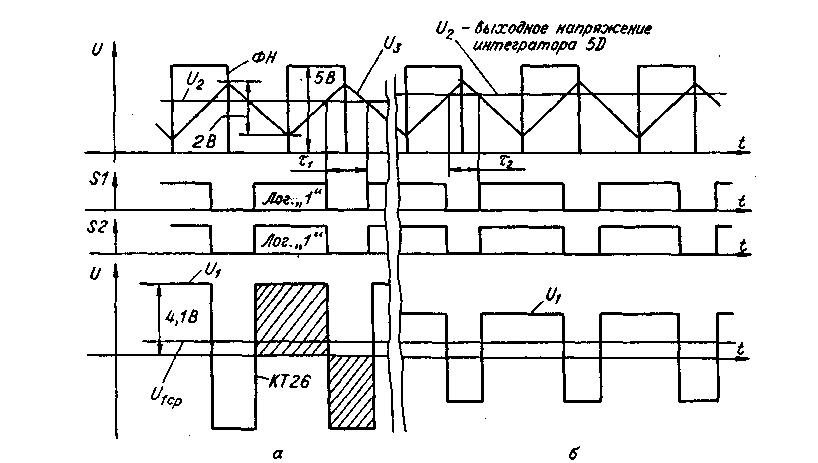 U₂ – выходное напряжение
интегратора 5D
U
ФН
U₃
U₂
5В
2В
t
t
τ₁
τ₂
S1
Лог. „1“
t
t
S2
Лог. „1“
t
t
U
U₁
U₁
4,1В
t
U₁ср
КТ26
а
б